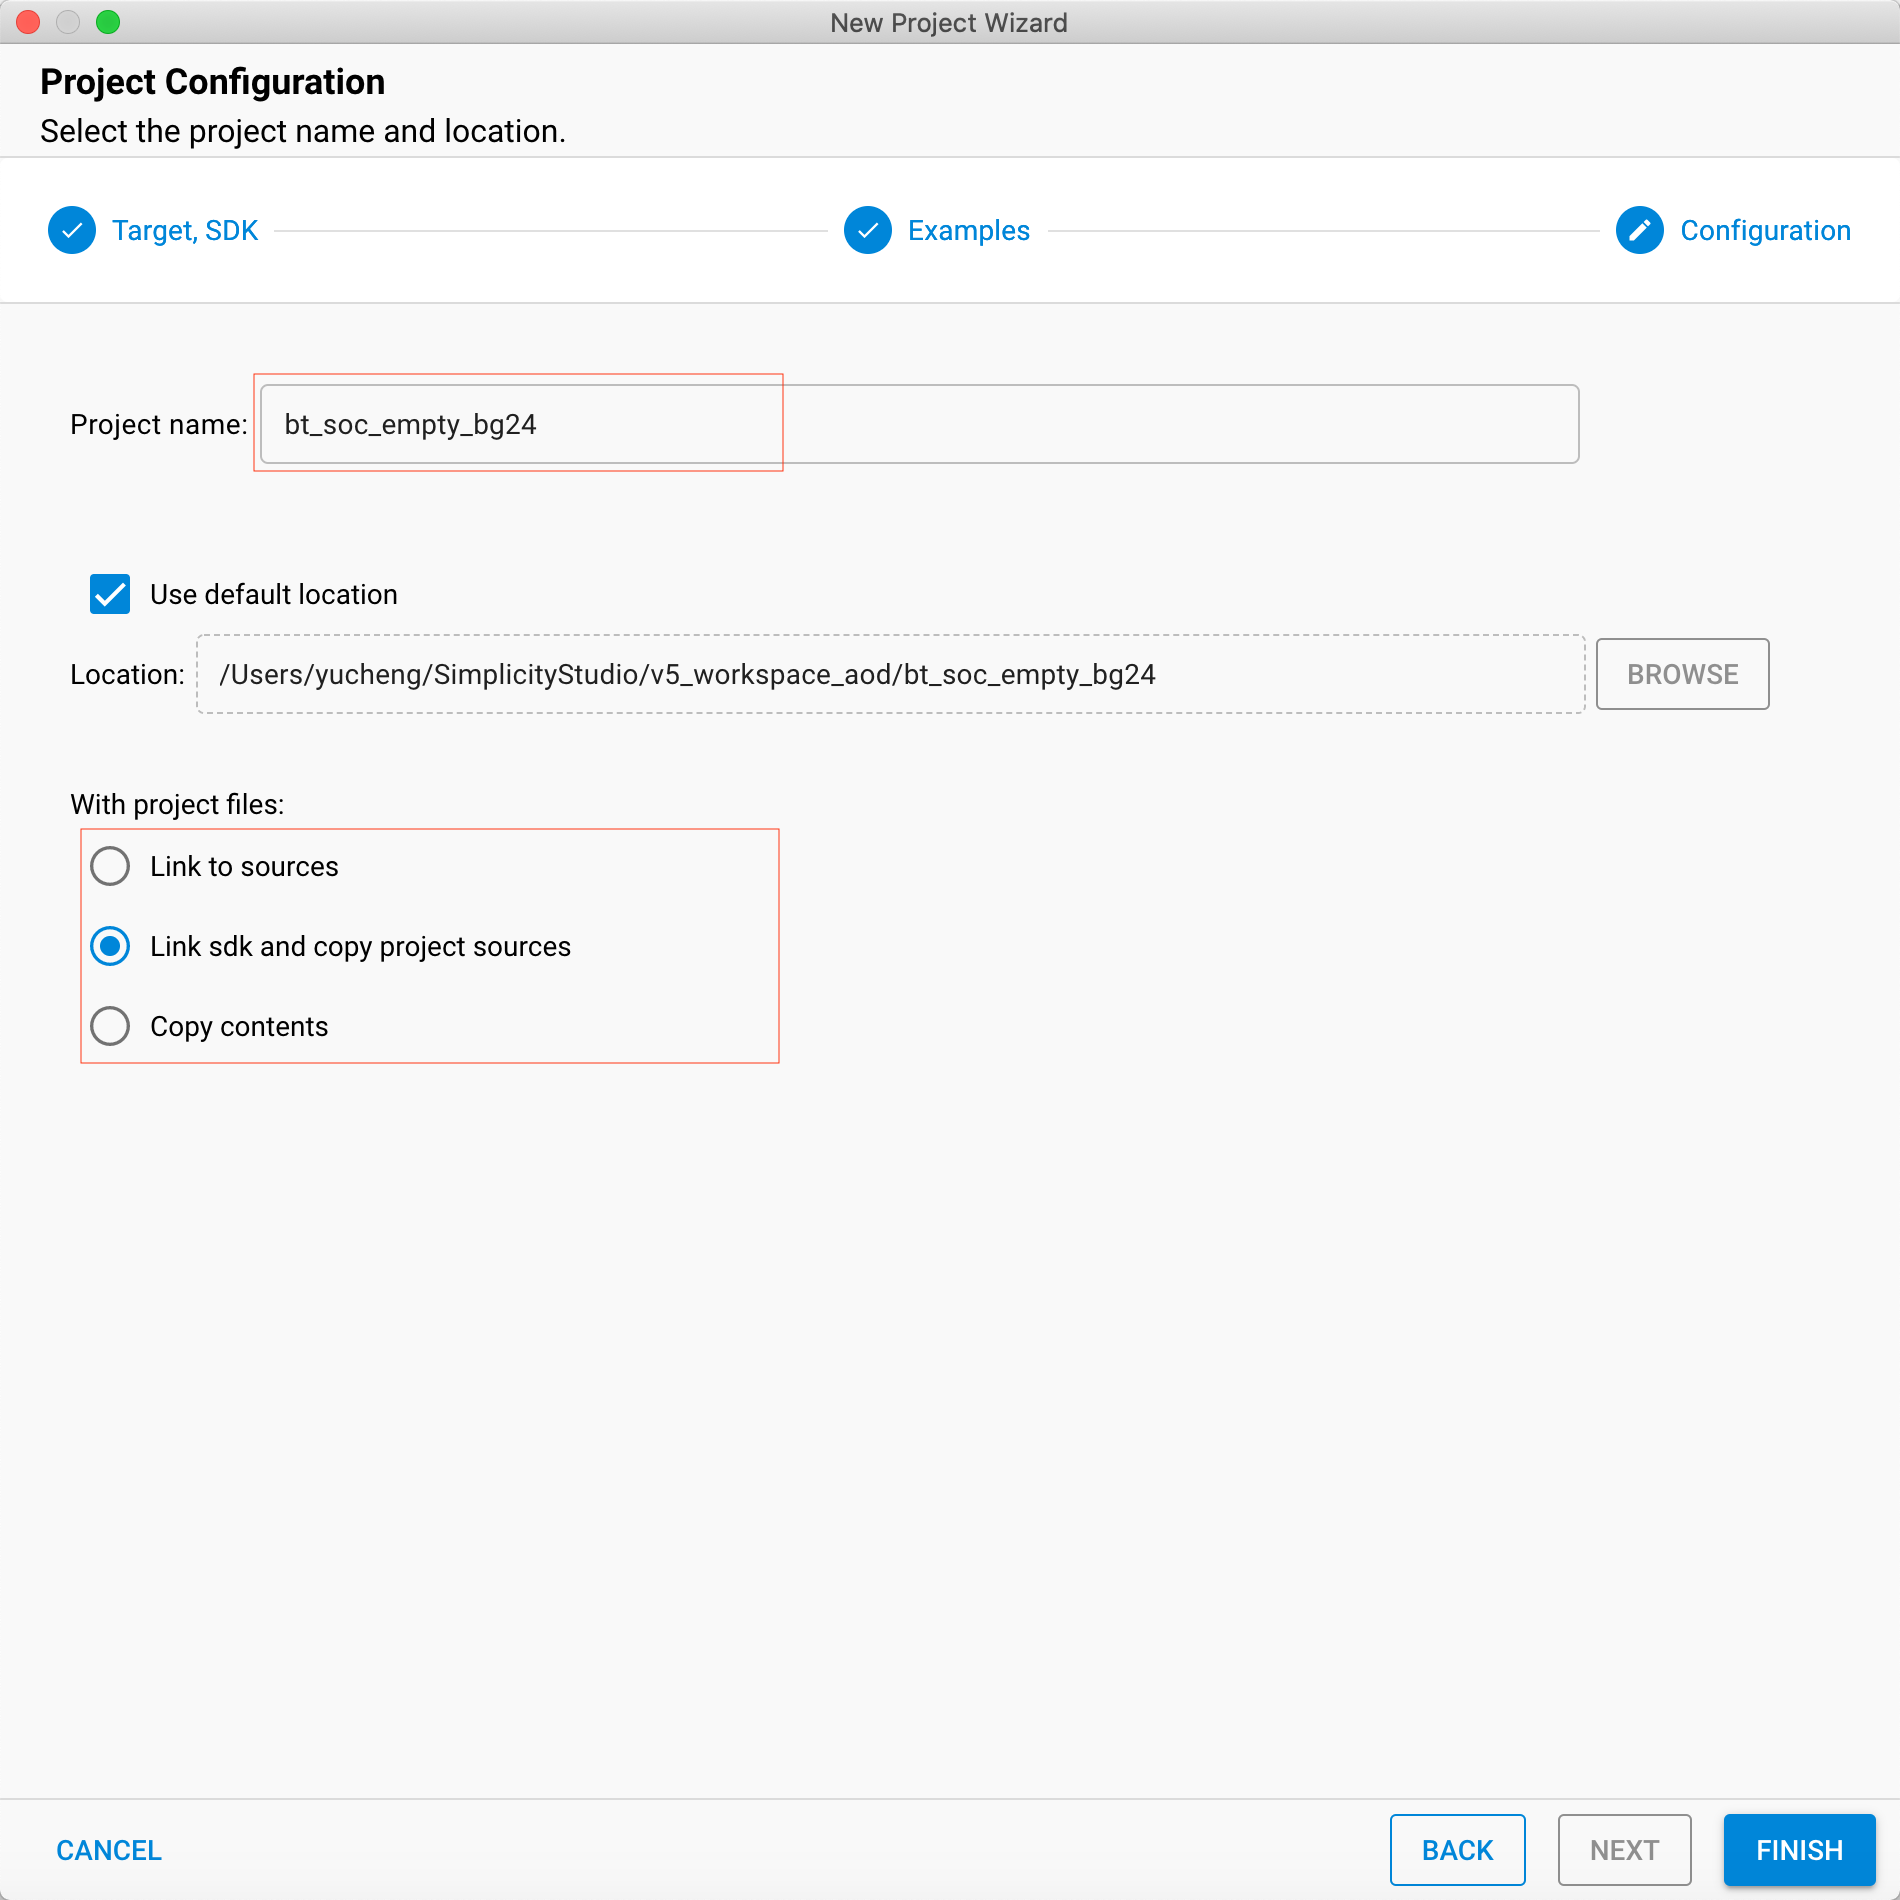 New Project Wizard
Project Configuration
Select the project name and location.
Target, SDK
Examples
Configuration
Project name: bt_soc_empty_bg24
Use default location
Location: /Users/yucheng/SimplicityStudio/v5_workspace_aod/bt_soc_empty_bg24 BROWSE
With project files:
Link to sources
Link sdk and copy project sources
Copy contents
CANCEL BACK NEXT FINISH